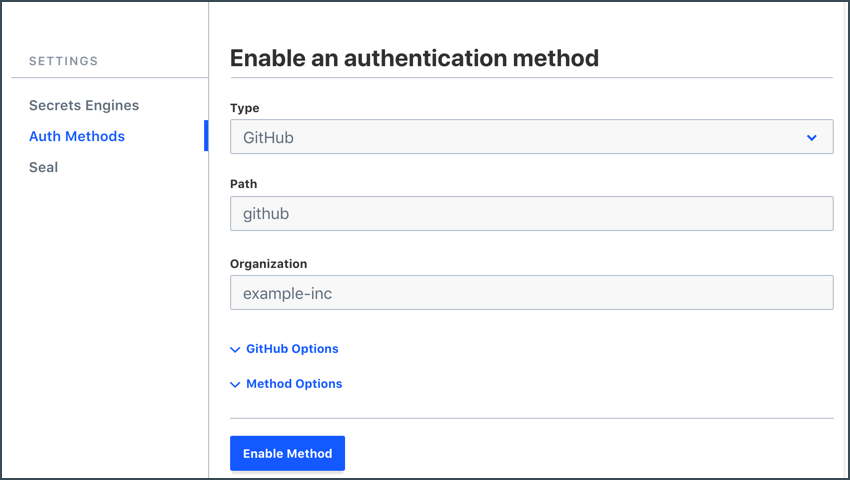 SETTINGS
Secrets Engines
Auth Methods
Seal
Enable an authentication method
Type
GitHub
Path
github
Organization
example-inc
GitHub Options
Method Options
Enable Method